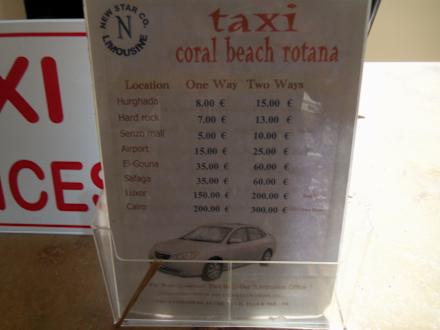 NEW STAR CO.
N
LIMOUSINE
taxi
coral beach rotana
Location One Way Two Ways
Hurghada 8.00 € 15.00 €
Hard rock 7.00 € 13.00 €
Senzo mall 5.00 € 10.00 €
Airport 15.00 € 25.00 €
El-Gouna 35.00 € 60.00 €
Safaga 35.00 € 60.00 €
Luxor 150.00 € 200.00 €
Cairo 200.00 € 300.00 €
XI
ICES